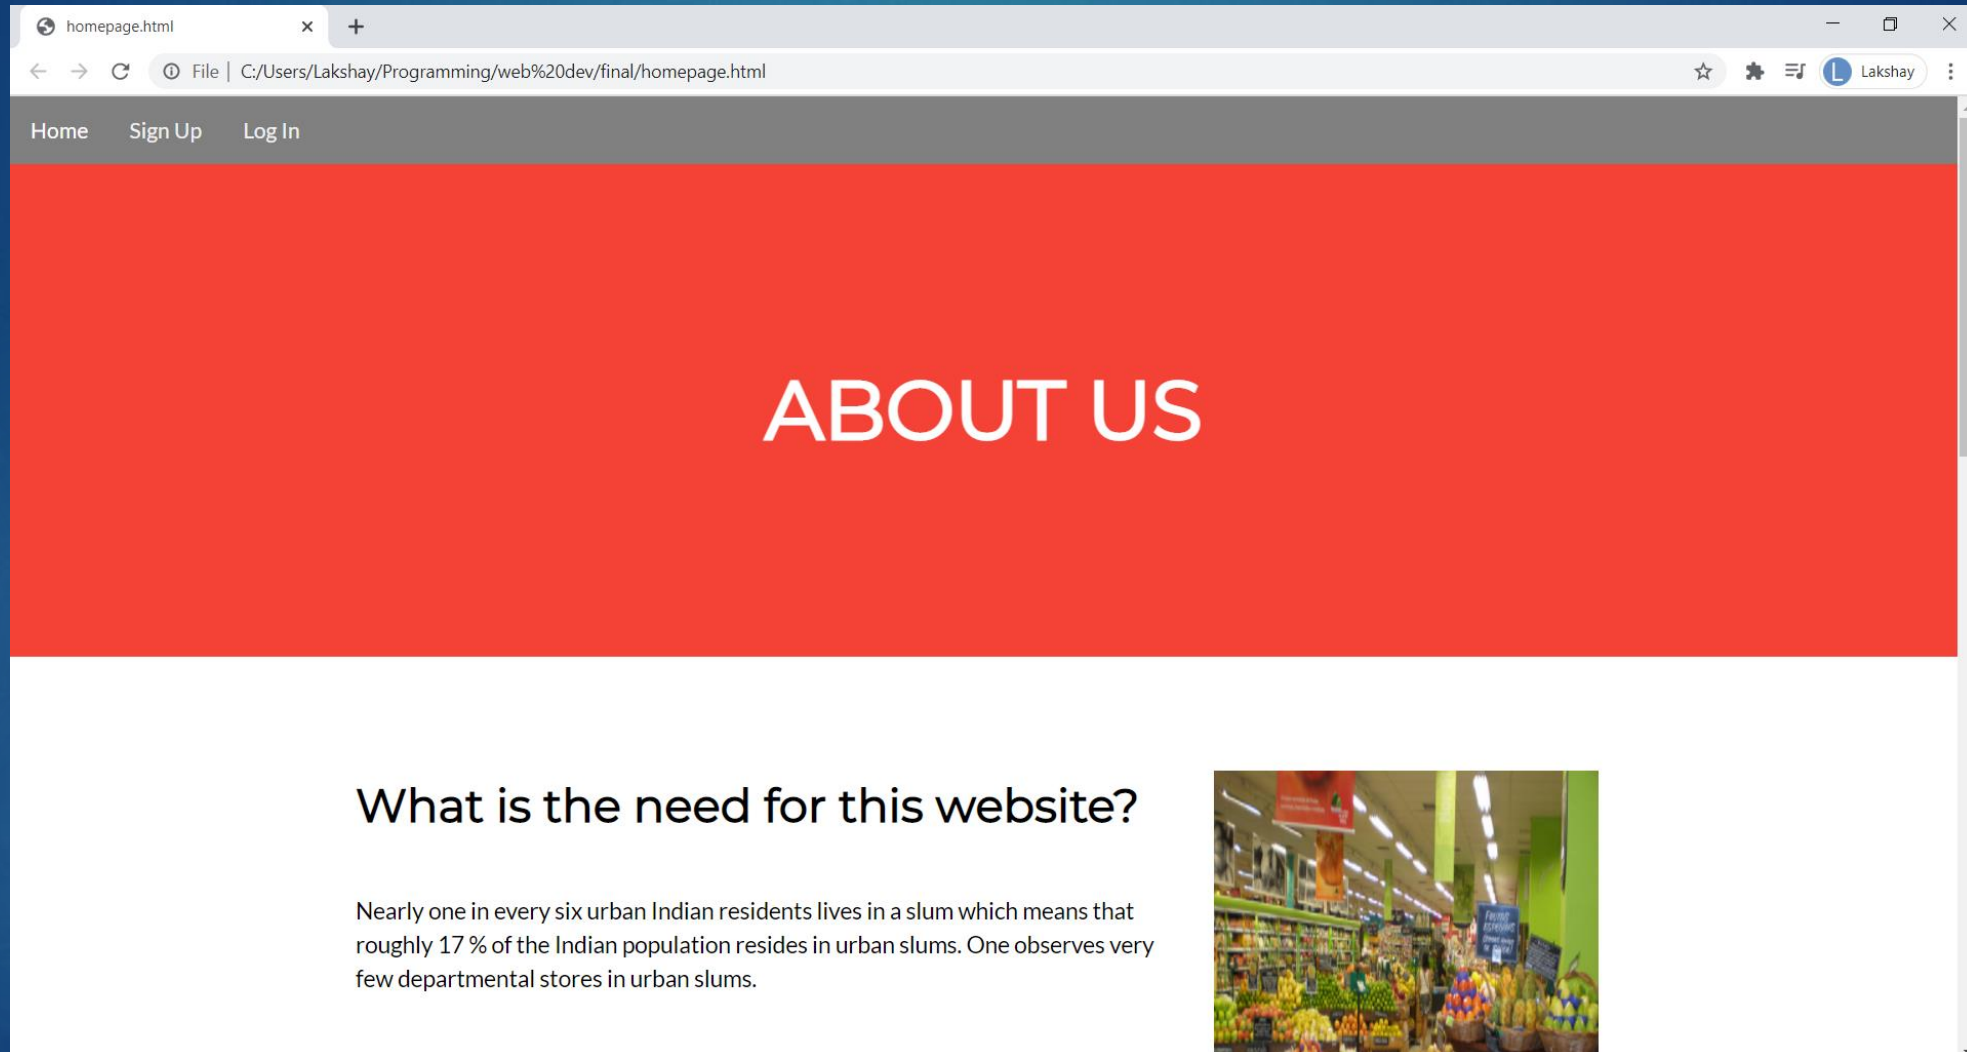 homepage.html
File | C:/Users/Lakshay/Programming/web%20dev/final/homepage.html
L Lakshay
Home Sign Up Log In
ABOUT US
What is the need for this website?
Nearly one in every six urban Indian residents lives in a slum which means that
roughly 17 % of the Indian population resides in urban slums. One observes very
few departmental stores in urban slums.